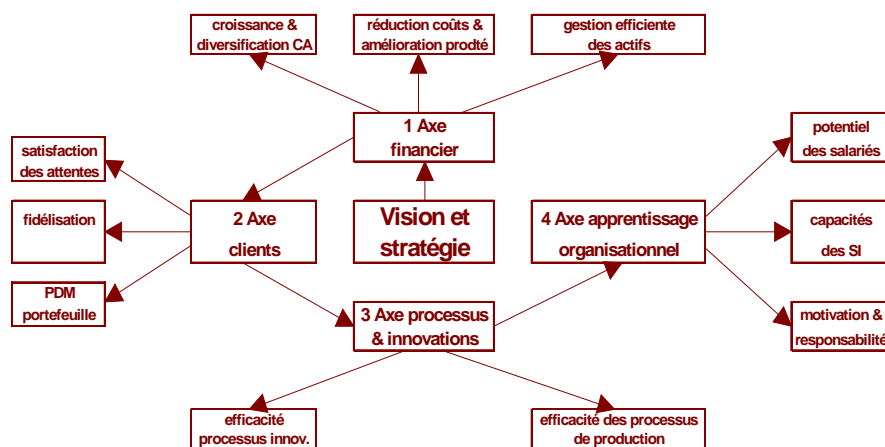 croissance &
diversification CA
réduction coûts &
amélioration prodté
gestion efficiente
des actifs
1 Axe
financier
satisfaction
des attentes
fidélisation
PDM
portefeuille
2 Axe
clients
Vision et
stratégie
4 Axe apprentissage
organisationnel
potentiel
des salariés
capacités
des SI
motivation &
responsabilité
3 Axe processus
& innovations
efficacité
processus innov.
efficacité des processus
de production